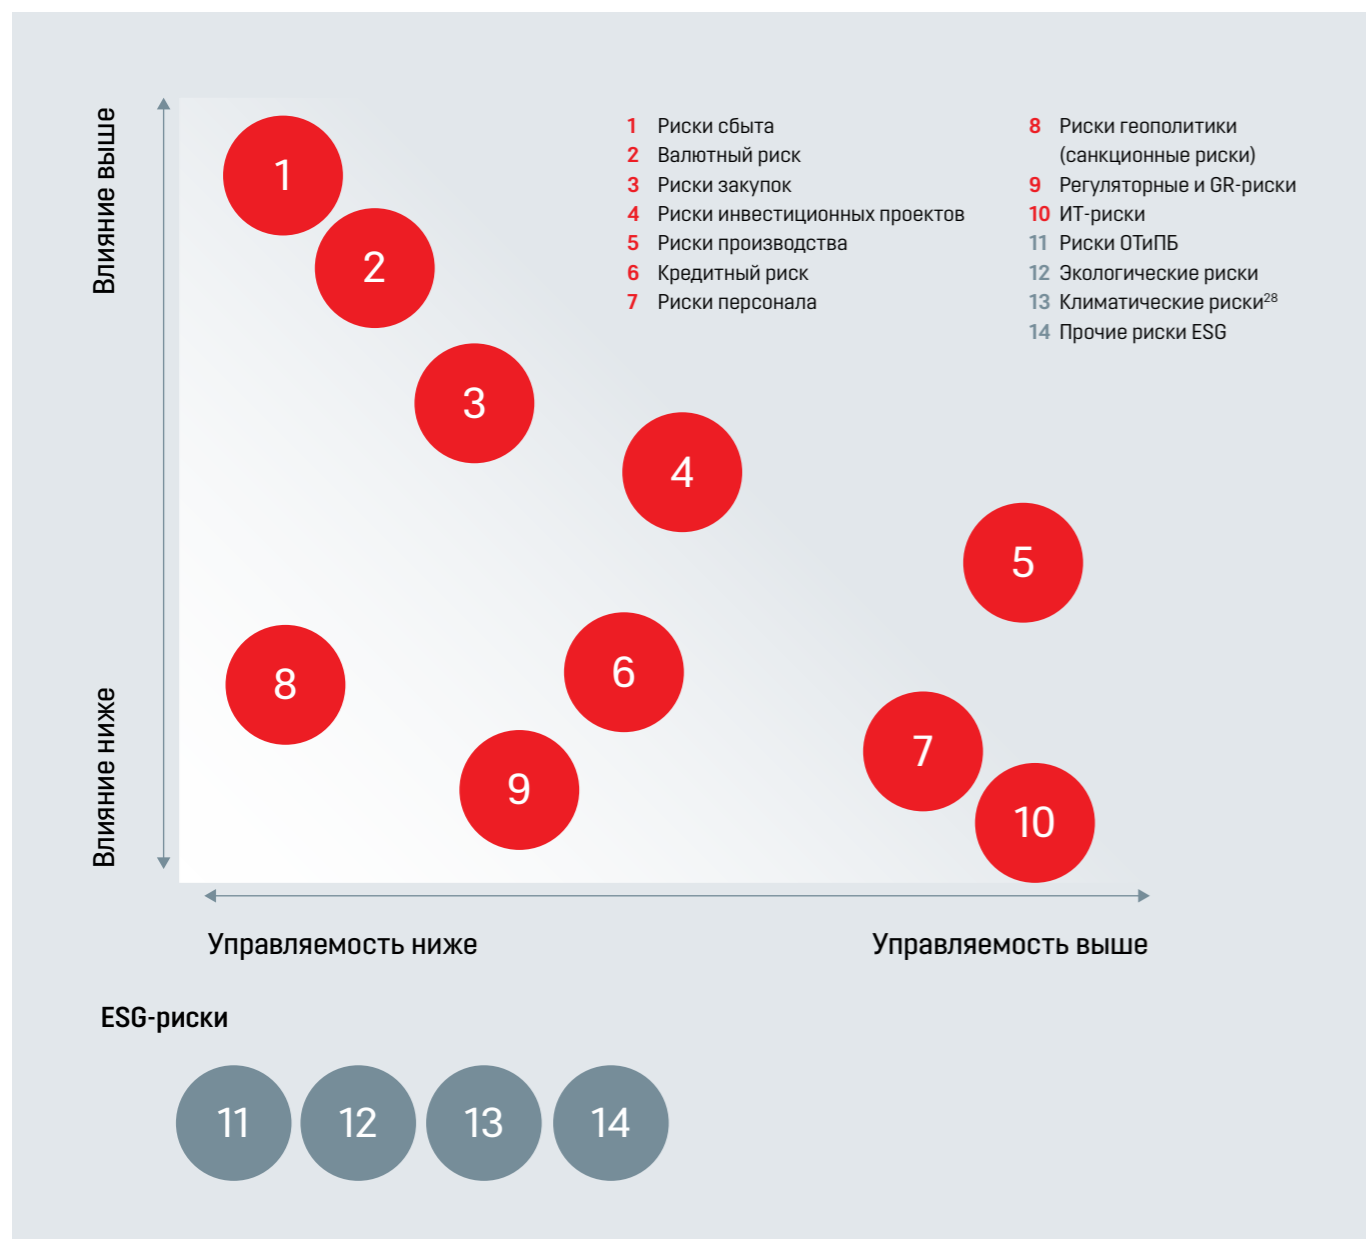 Влияние выше
Влияние ниже
1 Риски сбыта
2 Валютный риск
3 Риски закупок
4 Риски инвестиционных проектов
5 Риски производства
6 Кредитный риск
7 Риски персонала
8 Риски геополитики
(санкционные риски)
9 Регуляторные и GR-риски
10 ИТ-риски
11 Риски ОТиПБ
12 Экологические риски
13 Климатические риски²⁸
14 Прочие риски ESG
1
2
3
4
5
6
8
7
9
10
Управляемость ниже
Управляемость выше
ESG-риски
11
12
13
14